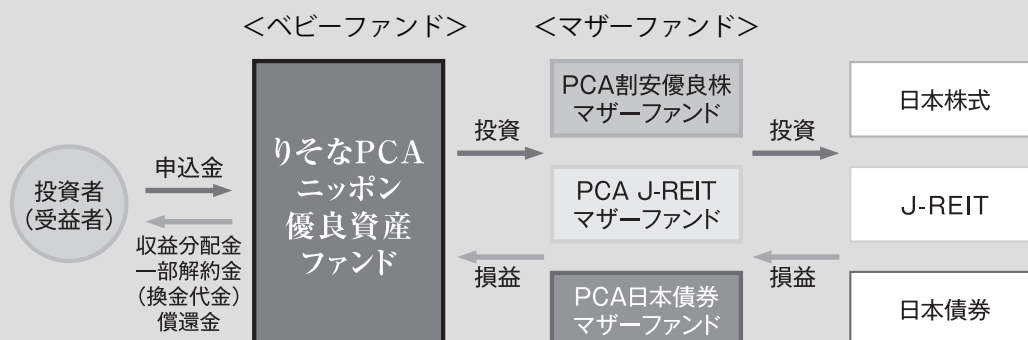 ＜ベビーファンド＞
＜マザーファンド＞
投資者
（受益者）
申込金
収益分配金
一部解約金
（換金代金）
償還金
りそなPCA
ニッポン
優良資産
ファンド
投資
損益
PCA割安優良株
マザーファンド
PCA J-REIT
マザーファンド
PCA日本債券
マザーファンド
投資
損益
日本株式
J-REIT
日本債券